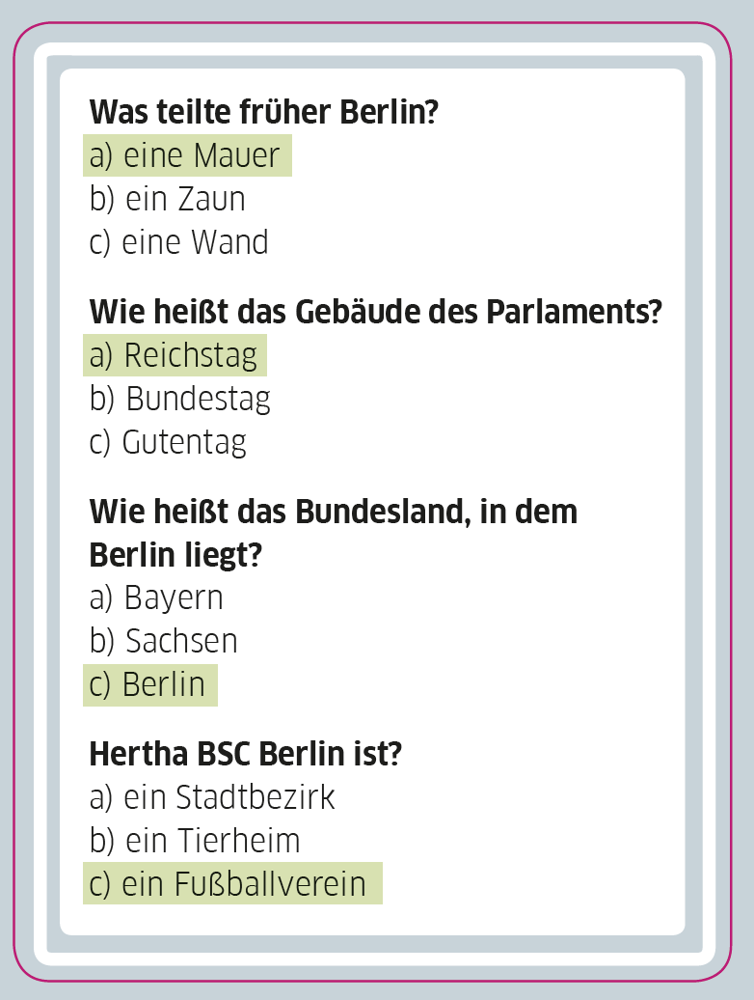 Was teilte früher Berlin?
a) eine Mauer
b) ein Zaun
c) eine Wand
Wie heißt das Gebäude des Parlaments?
a) Reichstag
b) Bundestag
c) Gutentag
Wie heißt das Bundesland, in dem
Berlin liegt?
a) Bayern
b) Sachsen
c) Berlin
Hertha BSC Berlin ist?
a) ein Stadtbezirk
b) ein Tierheim
c) ein Fußballverein